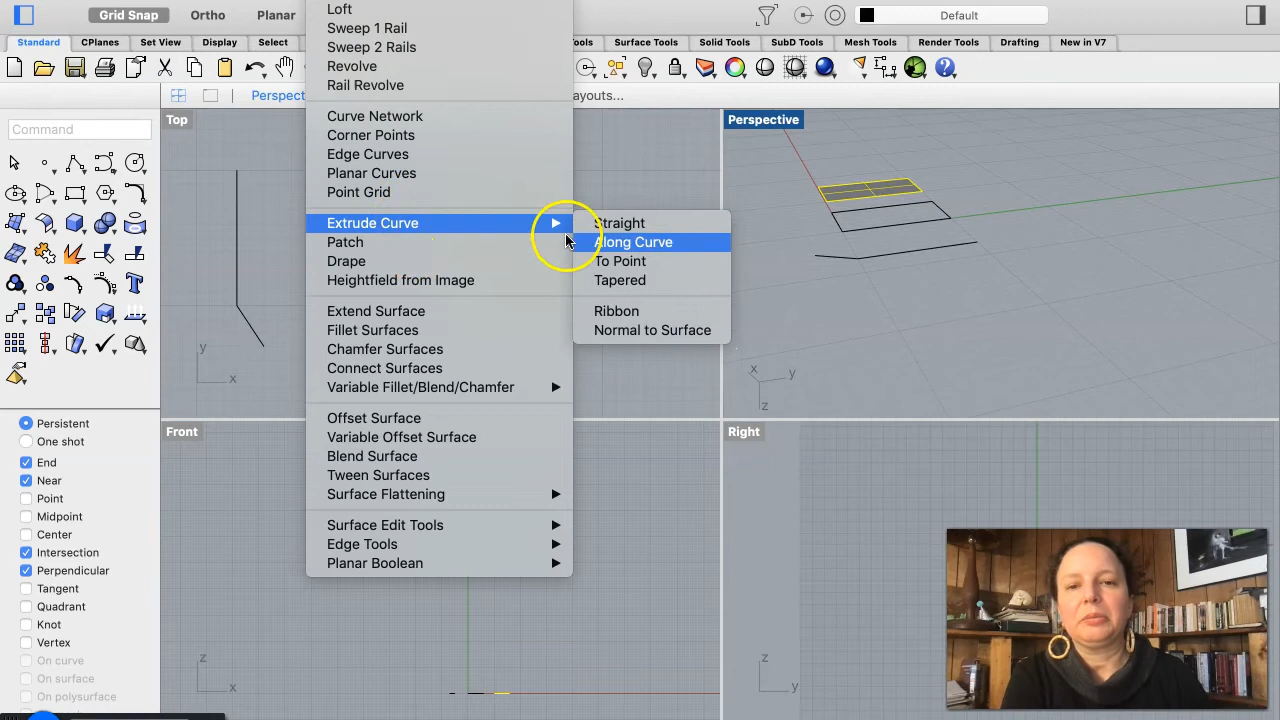 Grid Snap Ortho Planar Default
Standard CPlanes Set View Display Select Surface Tools Solid Tools SubD Tools Mesh Tools Render Tools Drafting New in V7
Loft
Sweep 1 Rail
Sweep 2 Rails
Revolve
Rail Revolve
Curve Network
Corner Points
Edge Curves
Planar Curves
Point Grid
Extrude Curve
Patch
Drape
Heightfield from Image
Extend Surface
Fillet Surfaces
Chamfer Surfaces
Connect Surfaces
Variable Fillet/Blend/Chamfer
Offset Surface
Variable Offset Surface
Blend Surface
Tween Surfaces
Surface Flattening
Surface Edit Tools
Edge Tools
Planar Boolean
Straight
Along Curve
To Point
Tapered
Ribbon
Normal to Surface
Command
Persistent
One shot
End
Near
Point
Midpoint
Center
Intersection
Perpendicular
Tangent
Quadrant
Knot
Vertex
On curve
On surface
On polysurface
Top
y
x
Perspective
x y
z
Front
z
x
Right
z
y